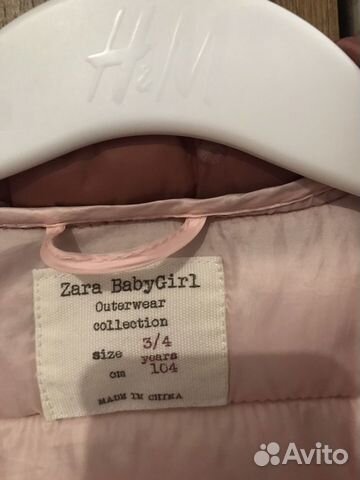 H&M
Zara BabyGirl
Outerwear
collection
size 3/4
years
cm 104
MADE IN CHINA
Avito